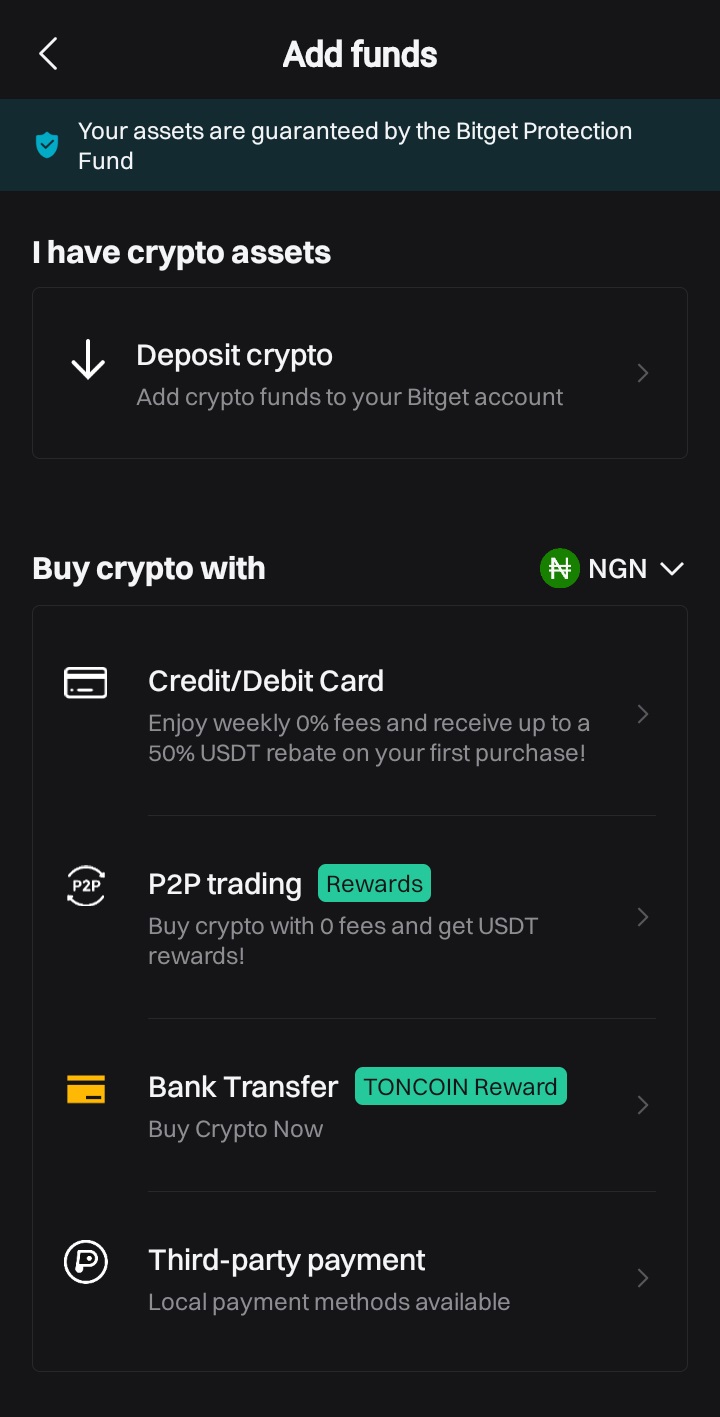 Add funds
Your assets are guaranteed by the Bitget Protection
Fund
I have crypto assets
Deposit crypto
Add crypto funds to your Bitget account
Buy crypto with
₦ NGN
Credit/Debit Card
Enjoy weekly 0% fees and receive up to a
50% USDT rebate on your first purchase!
P2P
P2P trading Rewards
Buy crypto with 0 fees and get USDT
rewards!
Bank Transfer TONCOIN Reward
Buy Crypto Now
P
Third-party payment
Local payment methods available